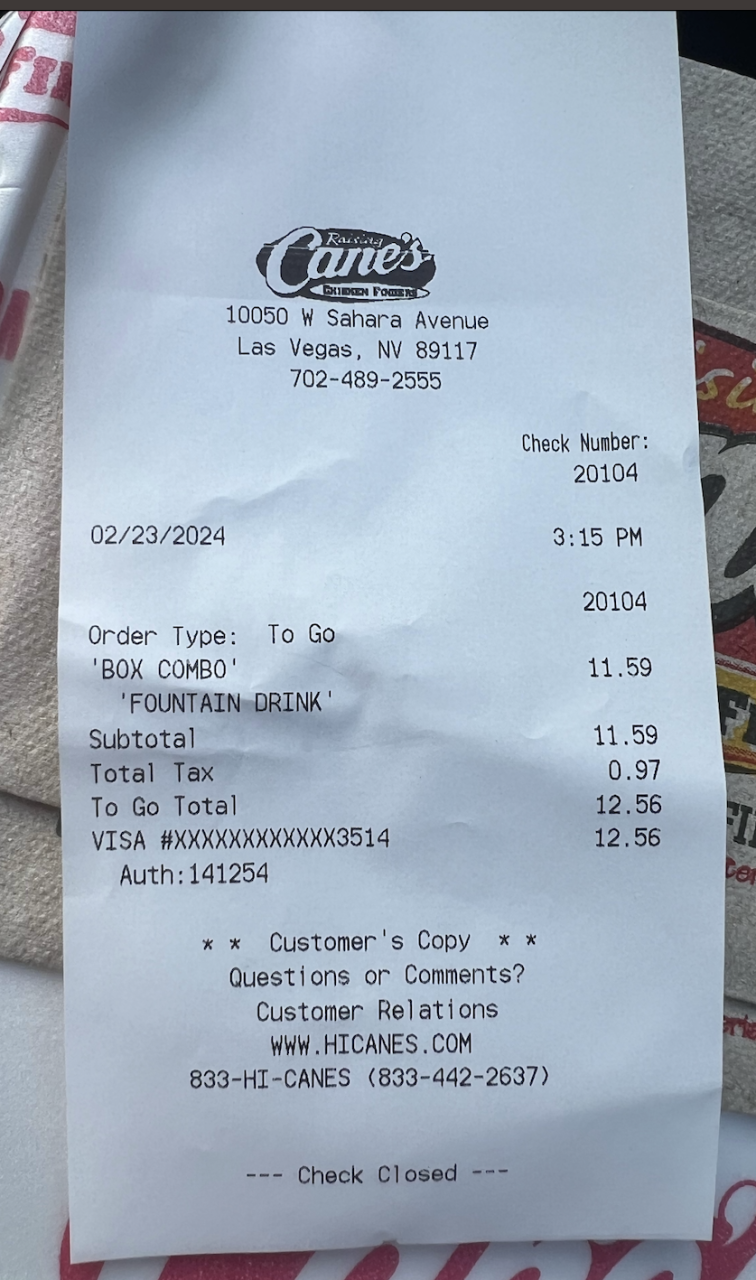 Raising
Cane's
CHICKEN FINGERS
10050 W Sahara Avenue
Las Vegas, NV 89117
702-489-2555
Check Number:
20104
02/23/2024 3:15 PM
20104
Order Type: To Go
'BOX COMBO' 11.59
'FOUNTAIN DRINK'
Subtotal 11.59
Total Tax 0.97
To Go Total 12.56
VISA #XXXXXXXXXXXX3514 12.56
Auth:141254
* * Customer's Copy * *
Questions or Comments?
Customer Relations
WWW.HICANES.COM
833-HI-CANES (833-442-2637)
--- Check Closed ---